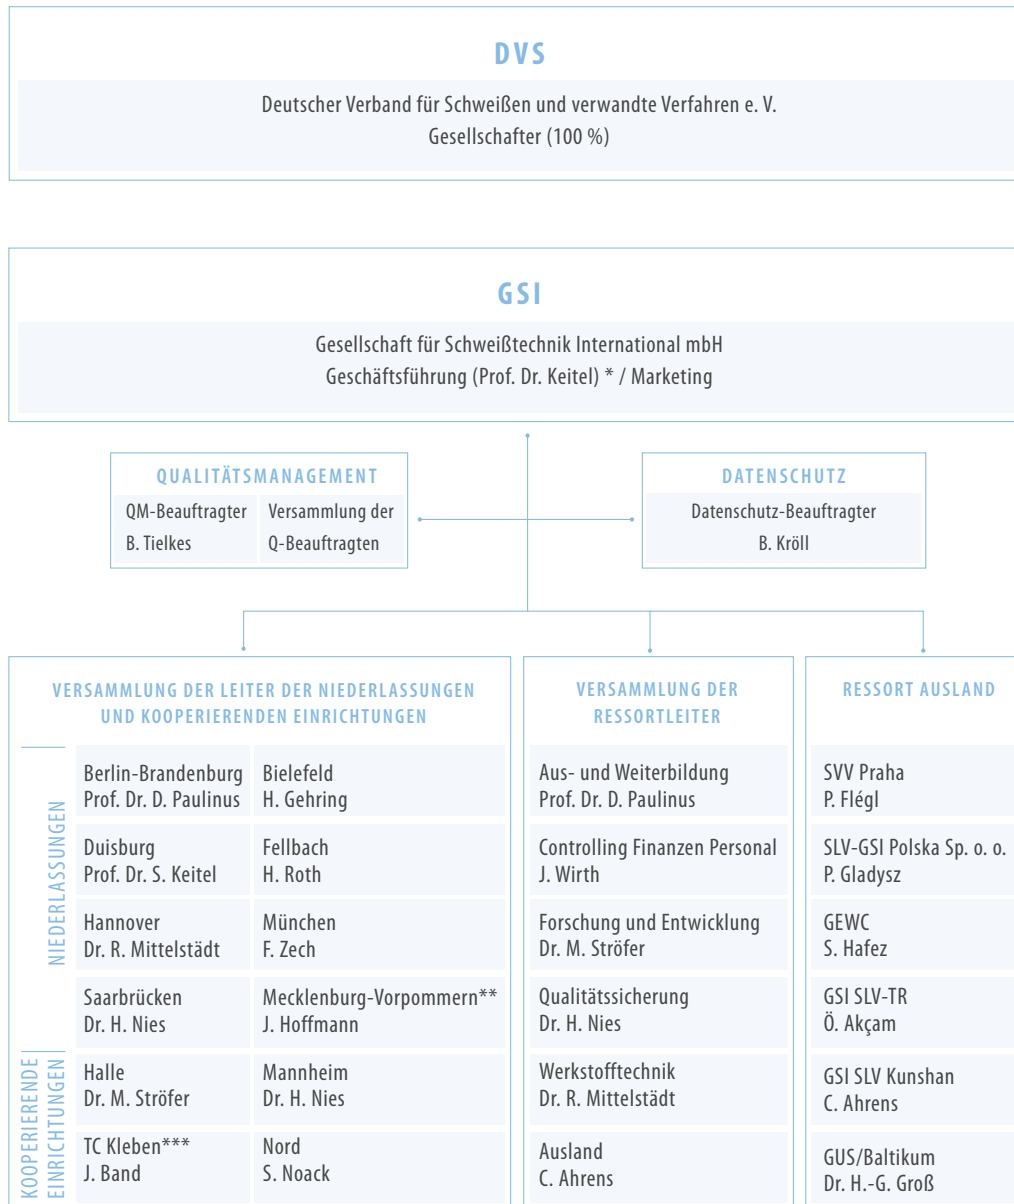 DVS
Deutscher Verband für Schweißen und verwandte Verfahren e. V.
Gesellschafter (100 %)
GSI
Gesellschaft für Schweißtechnik International mbH
Geschäftsführung (Prof. Dr. Keitel) * / Marketing
QUALITÄTSMANAGEMENT
QM-Beauftragter
B. Tielkes
Versammlung der
Q-Beauftragten
DATENSCHUTZ
Datenschutz-Beauftragter
B. Kröll
VERSAMMLUNG DER LEITER DER NIEDERLASSUNGEN
UND KOOPERIERENDEN EINRICHTUNGEN
NIEDERLASSUNGEN
Berlin-Brandenburg
Prof. Dr. D. Paulinus
Bielefeld
H. Gehring
Duisburg
Prof. Dr. S. Keitel
Fellbach
H. Roth
Hannover
Dr. R. Mittelstädt
München
F. Zech
Saarbrücken
Dr. H. Nies
Mecklenburg-Vorpommern**
J. Hoffmann
KOOPERIERENDE
EINRICHTUNGEN
Halle
Dr. M. Ströfer
Mannheim
Dr. H. Nies
TC Kleben***
J. Band
Nord
S. Noack
VERSAMMLUNG DER
RESSORTLEITER
Aus- und Weiterbildung
Prof. Dr. D. Paulinus
Controlling Finanzen Personal
J. Wirth
Forschung und Entwicklung
Dr. M. Ströfer
Qualitätssicherung
Dr. H. Nies
Werkstofftechnik
Dr. R. Mittelstädt
Ausland
C. Ahrens
RESSORT AUSLAND
SVV Praha
P. Flégl
SLV-GSI Polska Sp. o. o.
P. Gladysz
GEWC
S. Hafez
GSI SLV-TR
Ö. Akçam
GSI SLV Kunshan
C. Ahrens
GUS/Baltikum
Dr. H.-G. Groß